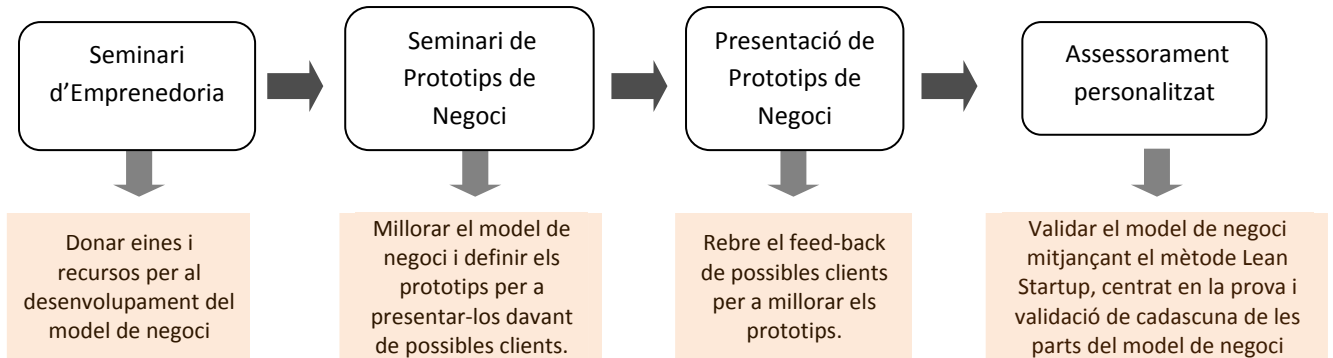 Seminari
d’Emprenedoria
Seminari de
Prototips de
Negoci
Presentació de
Prototips de
Negoci
Assessorament
personalitzat
Donar eines i
recursos per al
desenvolupament del
model de negoci
Millorar el model de
negoci i definir els
prototips per a
presentar-los davant
de possibles clients.
Rebre el feed-back
de possibles clients
per a millorar els
prototips.
Validar el model de negoci
mitjançant el mètode Lean
Startup, centrat en la prova i
validació de cadascuna de les
parts del model de negoci